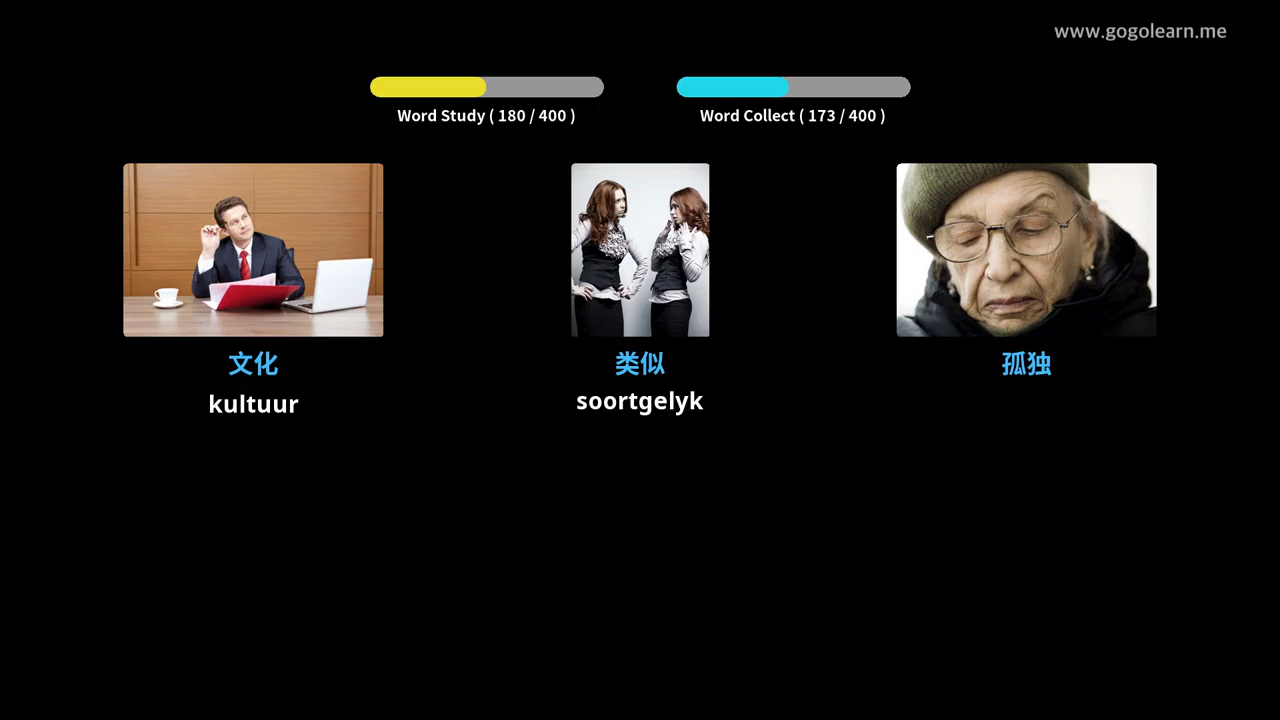 www.gogolearn.me
Word Study ( 180 / 400 )
Word Collect ( 173 / 400 )
文化
类似
孤独
kultuur
soortgelyk